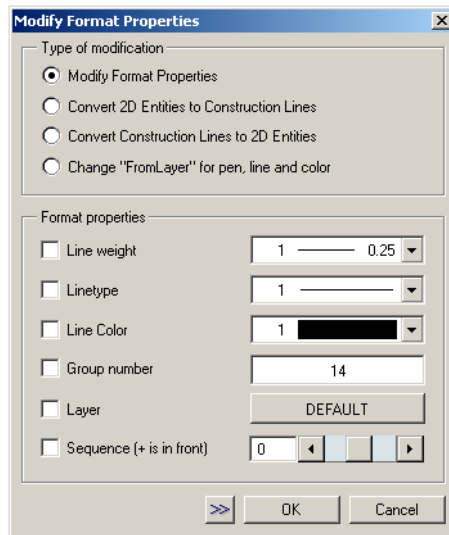 Modify Format Properties
Type of modification
Modify Format Properties
Convert 2D Entities to Construction Lines
Convert Construction Lines to 2D Entities
Change "FromLayer" for pen, line and color
Format properties
Line weight 1 0.25
Linetype 1
Line Color 1
Group number 14
Layer DEFAULT
Sequence (+ is in front) 0
>> OK Cancel